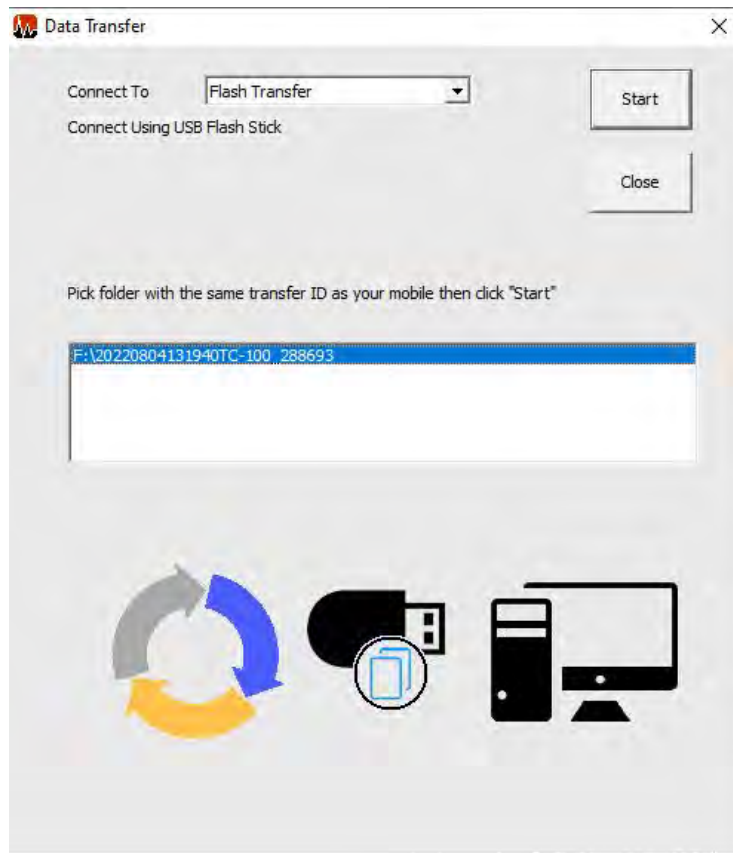 Data Transfer
Connect To
Flash Transfer
Start
Connect Using USB Flash Stick
Close
Pick folder with the same transfer ID as your mobile then click "Start"
F:\20220804131940TC-100_288693